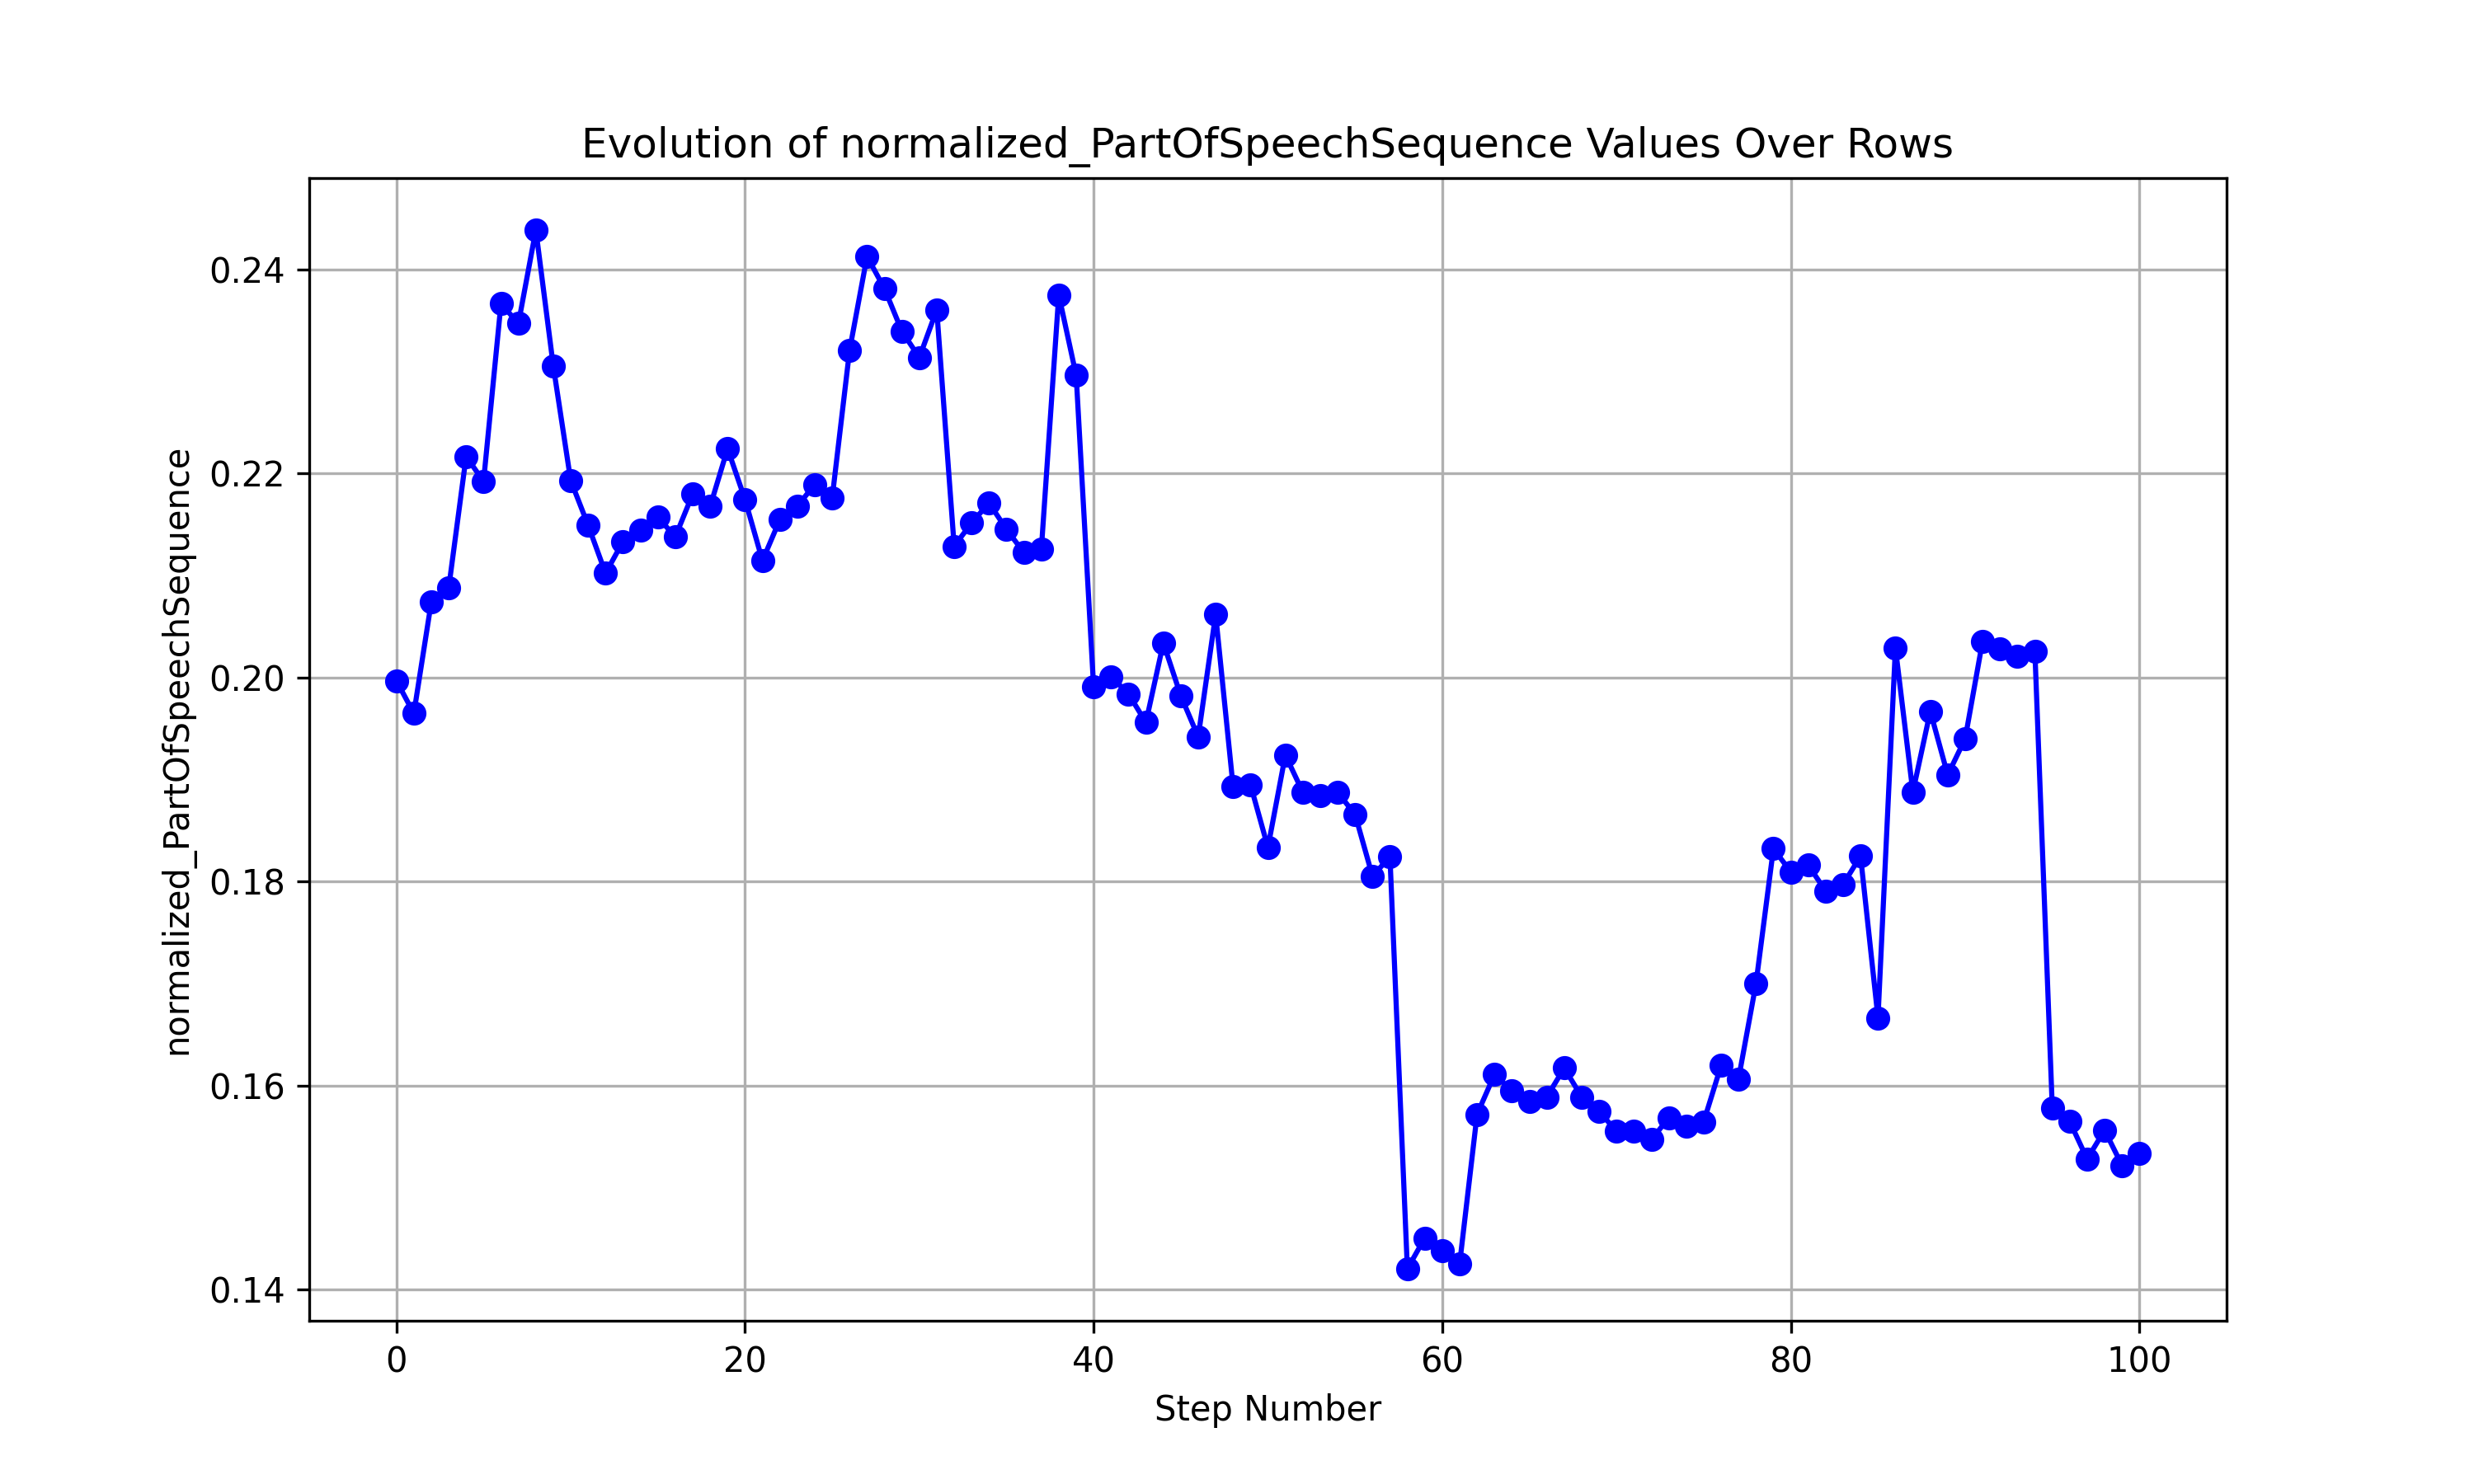 Evolution of normalized_PartOfSpeechSequence Values Over Rows
normalized_PartOfSpeechSequence
0.24
0.22
0.20
0.18
0.16
0.14
0 20 40 60 80 100
Step Number